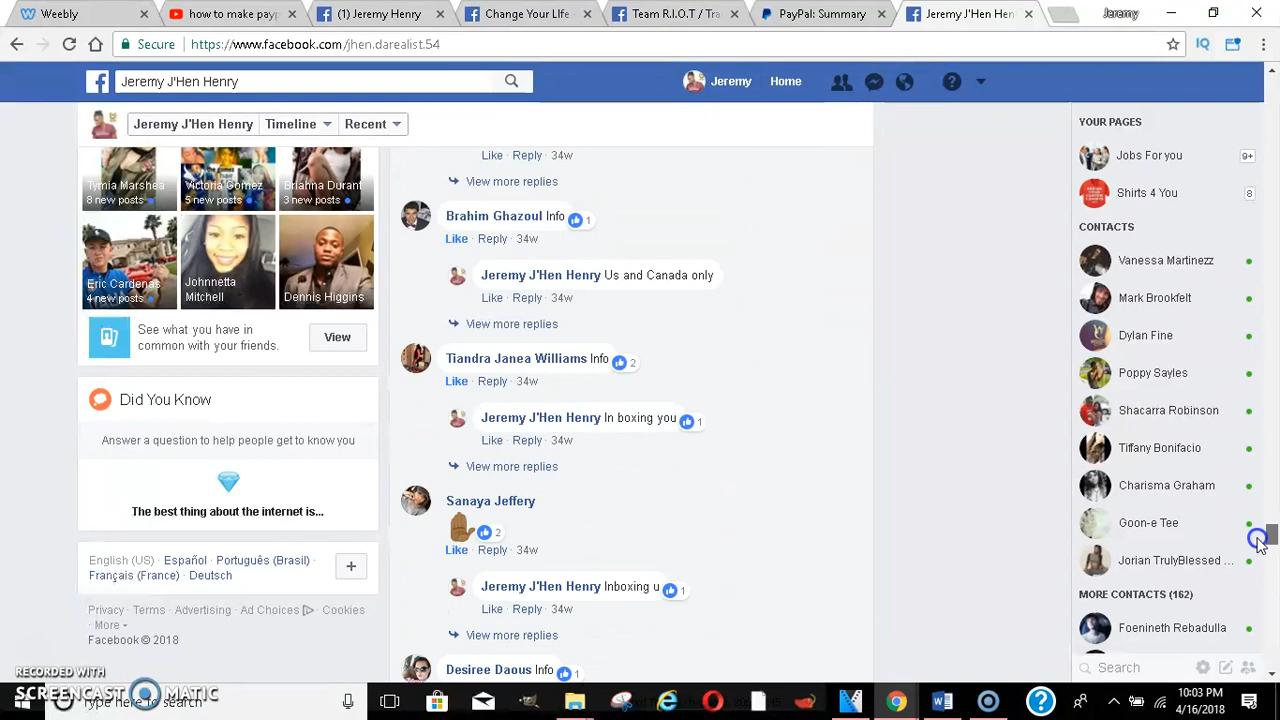 Weebly
how to make payp
(1) Jeremy Henry
Change Your LIfe -
Team R.I.O.T / Tra
PayPal: Summary
Jeremy J'Hen Hen
Jeremy
Secure
https://www.facebook.com/jhen.darealist.54
Jeremy J'Hen Henry
Jeremy
Home
Jeremy J'Hen Henry
Timeline
Recent
YOUR PAGES
Jobs For you
9+
Shirts 4 You
8
CONTACTS
Vanessa Martinezz
Mark Brookfelt
Dylan Fine
Poppy Sayles
Shacarra Robinson
Tiffany Bonifacio
Charisma Graham
Goon-e Tee
Jorian TrulyBlessed ...
MORE CONTACTS (162)
Foenineth Rebadulla
Search
Tymia Marshea
8 new posts
Victoria Gomez
5 new posts
Brianna Durant
3 new posts
Eric Cardenas
4 new posts
Johnnetta
Mitchell
Dennis Higgins
See what you have in
common with your friends.
View
Did You Know
Answer a question to help people get to know you
The best thing about the internet is...
English (US) · Español · Português (Brasil) ·
Français (France) · Deutsch
Privacy · Terms · Advertising · Ad Choices · Cookies
· More
Facebook © 2018
Like · Reply · 34w
View more replies
Brahim Ghazoul Info
1
Like · Reply · 34w
Jeremy J'Hen Henry Us and Canada only
Like · Reply · 34w
View more replies
Tiandra Janea Williams Info
2
Like · Reply · 34w
Jeremy J'Hen Henry In boxing you
1
Like · Reply · 34w
View more replies
Sanaya Jeffery
2
Like · Reply · 34w
Jeremy J'Hen Henry Inboxing u
1
Like · Reply · 34w
View more replies
Desiree Daous Info
1
RECORDED WITH
SCREENCAST MATIC
Type here to search
10:03 PM
4/16/2018